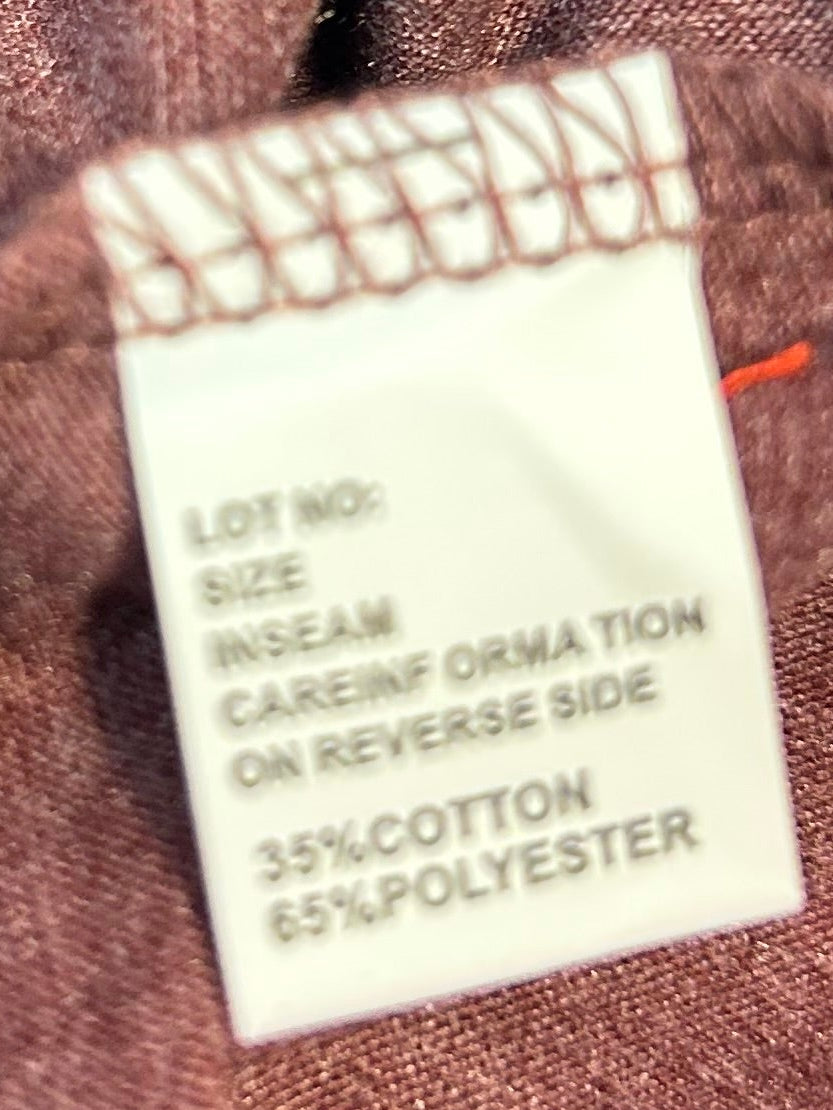 LOT NO:
SIZE
INSEAM
CAREINF ORMA TION
ON REVERSE SIDE
35%COTTON
65%POLYESTER